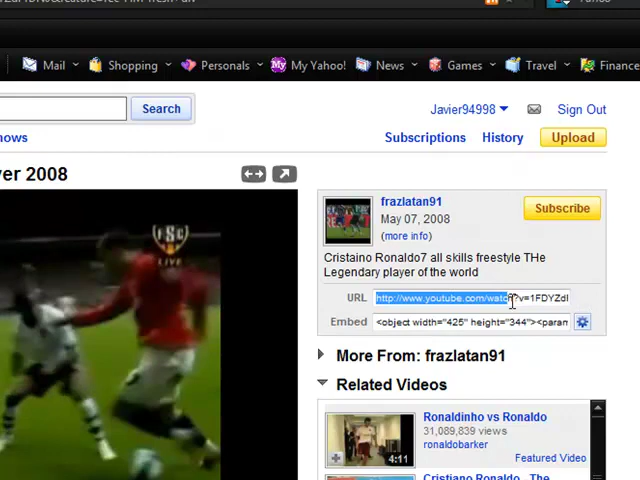 Mail Shopping Personals My Yahoo! News Games Travel Finance
Search
Javier94998 Sign Out
Subscriptions History Upload
2008
frazlatan91
May 07, 2008
(more info)
Subscribe
Cristaino Ronaldo7 all skills freestyle THe
Legendary player of the world
URL http://www.youtube.com/watch?v=1FDYZdI
Embed <object width="425" height="344"><param
More From: frazlatan91
Related Videos
Ronaldinho vs Ronaldo
31,089,839 views
ronaldobarker
Featured Video
4:11
Cristiano Ronaldo - The
FSC
LIVE